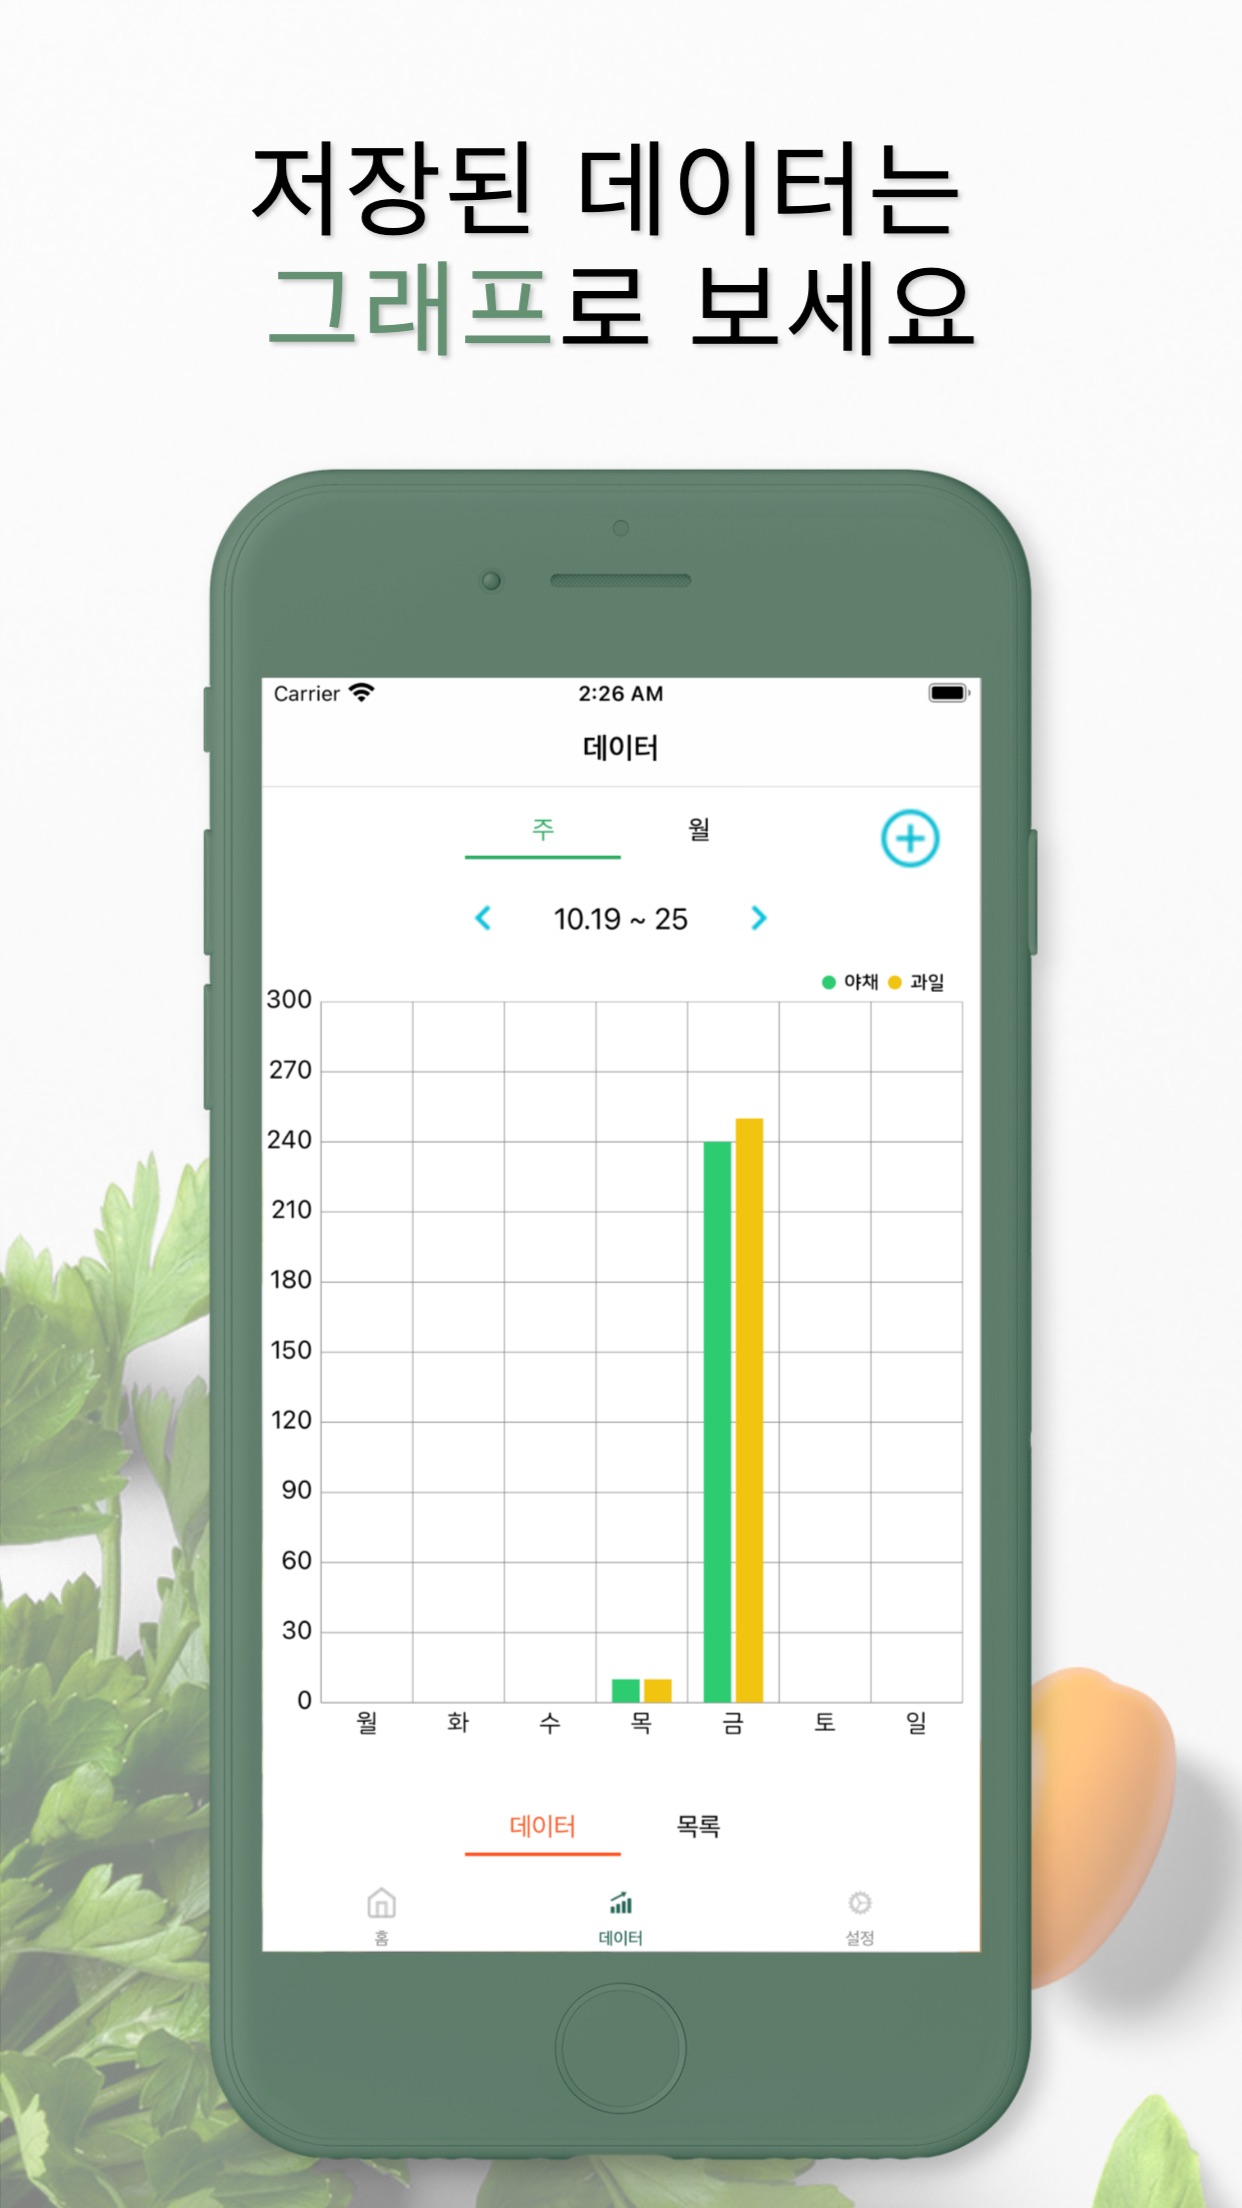 저장된 데이터는
그래프로 보세요
Carrier 2:26 AM
데이터
주 월
10.19 ~ 25
야채 과일
300
270
240
210
180
150
120
90
60
30
0
월 화 수 목 금 토 일
데이터 목록
홈 데이터 설정